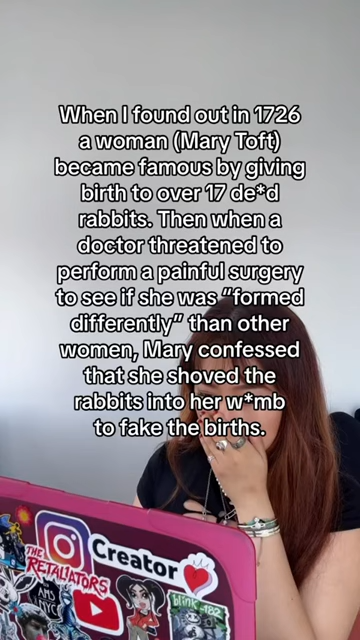 When I found out in 1726
a woman (Mary Toft)
became famous by giving
birth to over 17 de*d
rabbits. Then when a
doctor threatened to
perform a painful surgery
to see if she was “formed
differently” than other
women, Mary confessed
that she shoved the
rabbits into her w*mb
to fake the births.
Creator
THE
RETALIATORS
AMS
NYC
blink-182